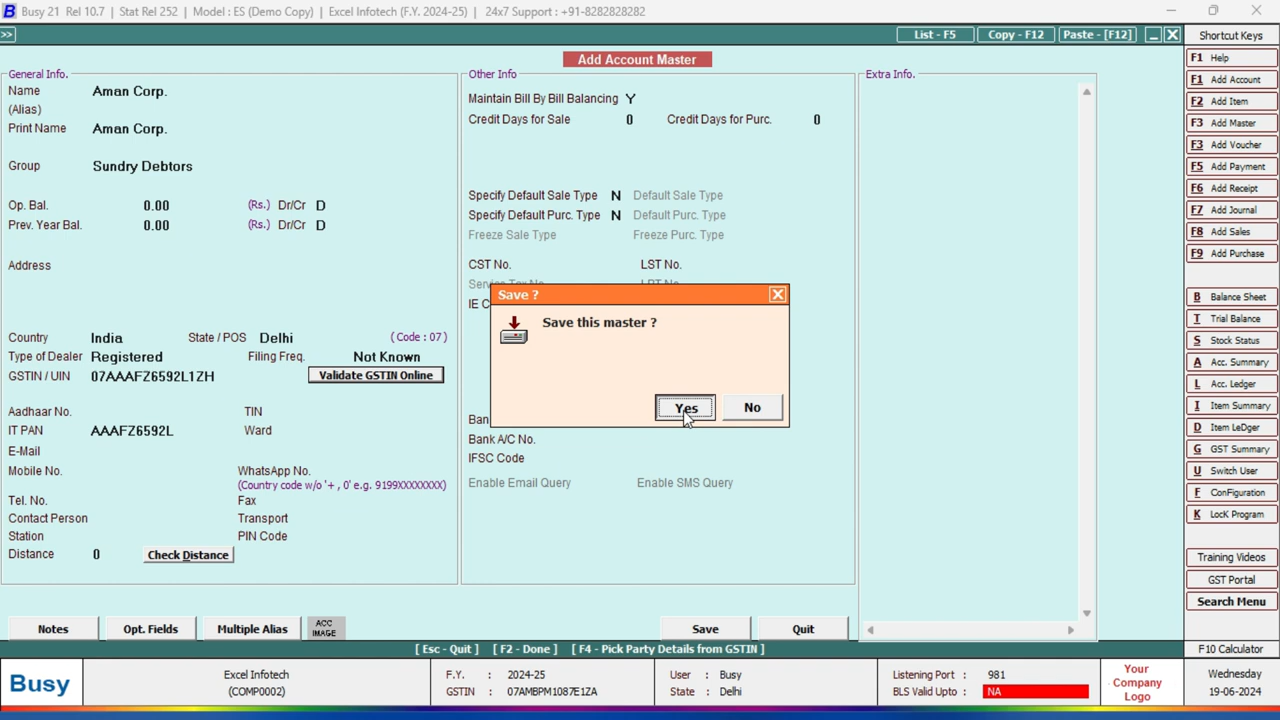 Busy 21 Rel 10.7 | Stat Rel 252 | Model : ES (Demo Copy) | Excel Infotech (F.Y. 2024-25) | 24x7 Support : +91-8282828282
>> List - F5 Copy - F12 Paste - [F12] Shortcut Keys
Add Account Master
General Info.
Name Aman Corp.
(Alias)
Print Name Aman Corp.
Group Sundry Debtors
Op. Bal. 0.00 (Rs.) Dr/Cr D
Prev. Year Bal. 0.00 (Rs.) Dr/Cr D
Address
Country India State / POS Delhi (Code : 07)
Type of Dealer Registered Filing Freq. Not Known
GSTIN / UIN 07AAAFZ6592L1ZH Validate GSTIN Online
Aadhaar No. TIN
IT PAN AAAFZ6592L Ward
E-Mail
Mobile No. WhatsApp No.
(Country code w/o '+ , 0' e.g. 9199XXXXXXXX)
Tel. No. Fax
Contact Person Transport
Station PIN Code
Distance 0 Check Distance
Other Info
Maintain Bill By Bill Balancing Y
Credit Days for Sale 0 Credit Days for Purc. 0
Specify Default Sale Type N Default Sale Type
Specify Default Purc. Type N Default Purc. Type
Freeze Sale Type Freeze Purc. Type
CST No. LST No.
Save ?
Save this master ?
Yes No
Bank A/C No.
IFSC Code
Enable Email Query Enable SMS Query
Extra Info.
Notes Opt. Fields Multiple Alias ACC IMAGE Save Quit
[ Esc - Quit ] [ F2 - Done ] [ F4 - Pick Party Details from GSTIN ]
F1 Help
F1 Add Account
F2 Add Item
F3 Add Master
F3 Add Voucher
F5 Add Payment
F6 Add Receipt
F7 Add Journal
F8 Add Sales
F9 Add Purchase
B Balance Sheet
T Trial Balance
S Stock Status
A Acc. Summary
L Acc. Ledger
I Item Summary
D Item LeDger
G GST Summary
U Switch User
F ConFiguration
K LocK Program
Training Videos
GST Portal
Search Menu
F10 Calculator
Busy
Excel Infotech
(COMP0002)
F.Y. : 2024-25
GSTIN : 07AMBPM1087E1ZA
User : Busy
State : Delhi
Listening Port : 981
BLS Valid Upto : NA
Your
Company
Logo
Wednesday
19-06-2024